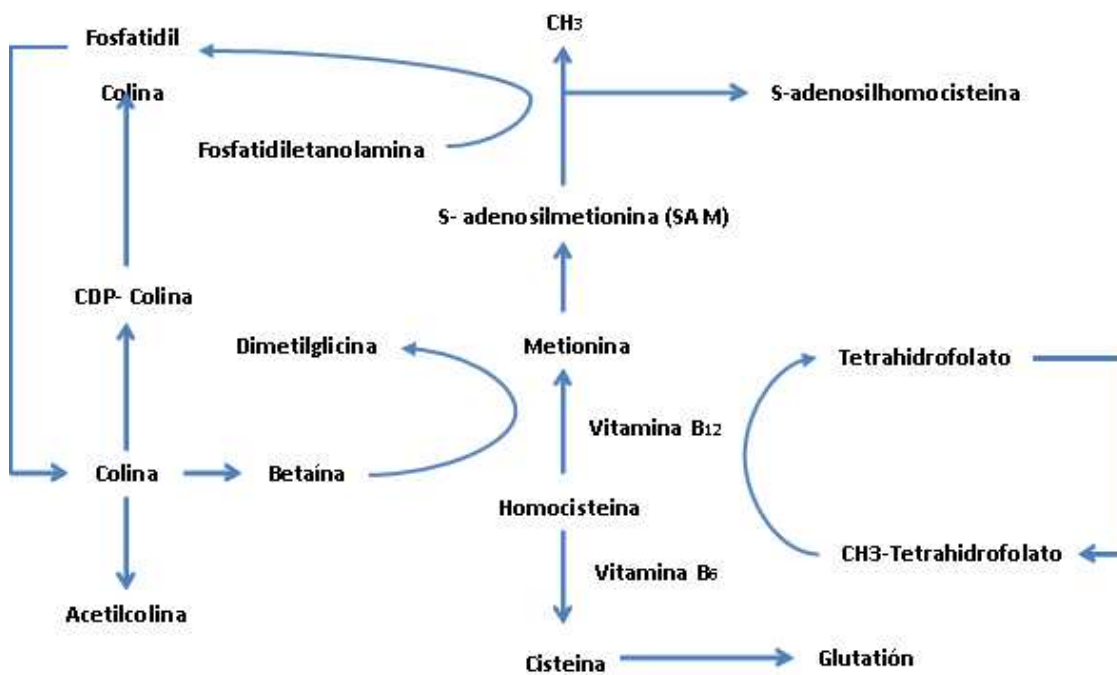 CH3
Fosfatidil
Colina
S-adenosilhomocisteina
Fosfatidiletanolamina
S- adenosilmetionina (SAM)
CDP- Colina
Dimetilglicina
Metionina
Tetrahidrofolato
Vitamina B12
Colina
Betaína
Homocisteina
CH3-Tetrahidrofolato
Vitamina B6
Acetilcolina
Cisteina
Glutatión